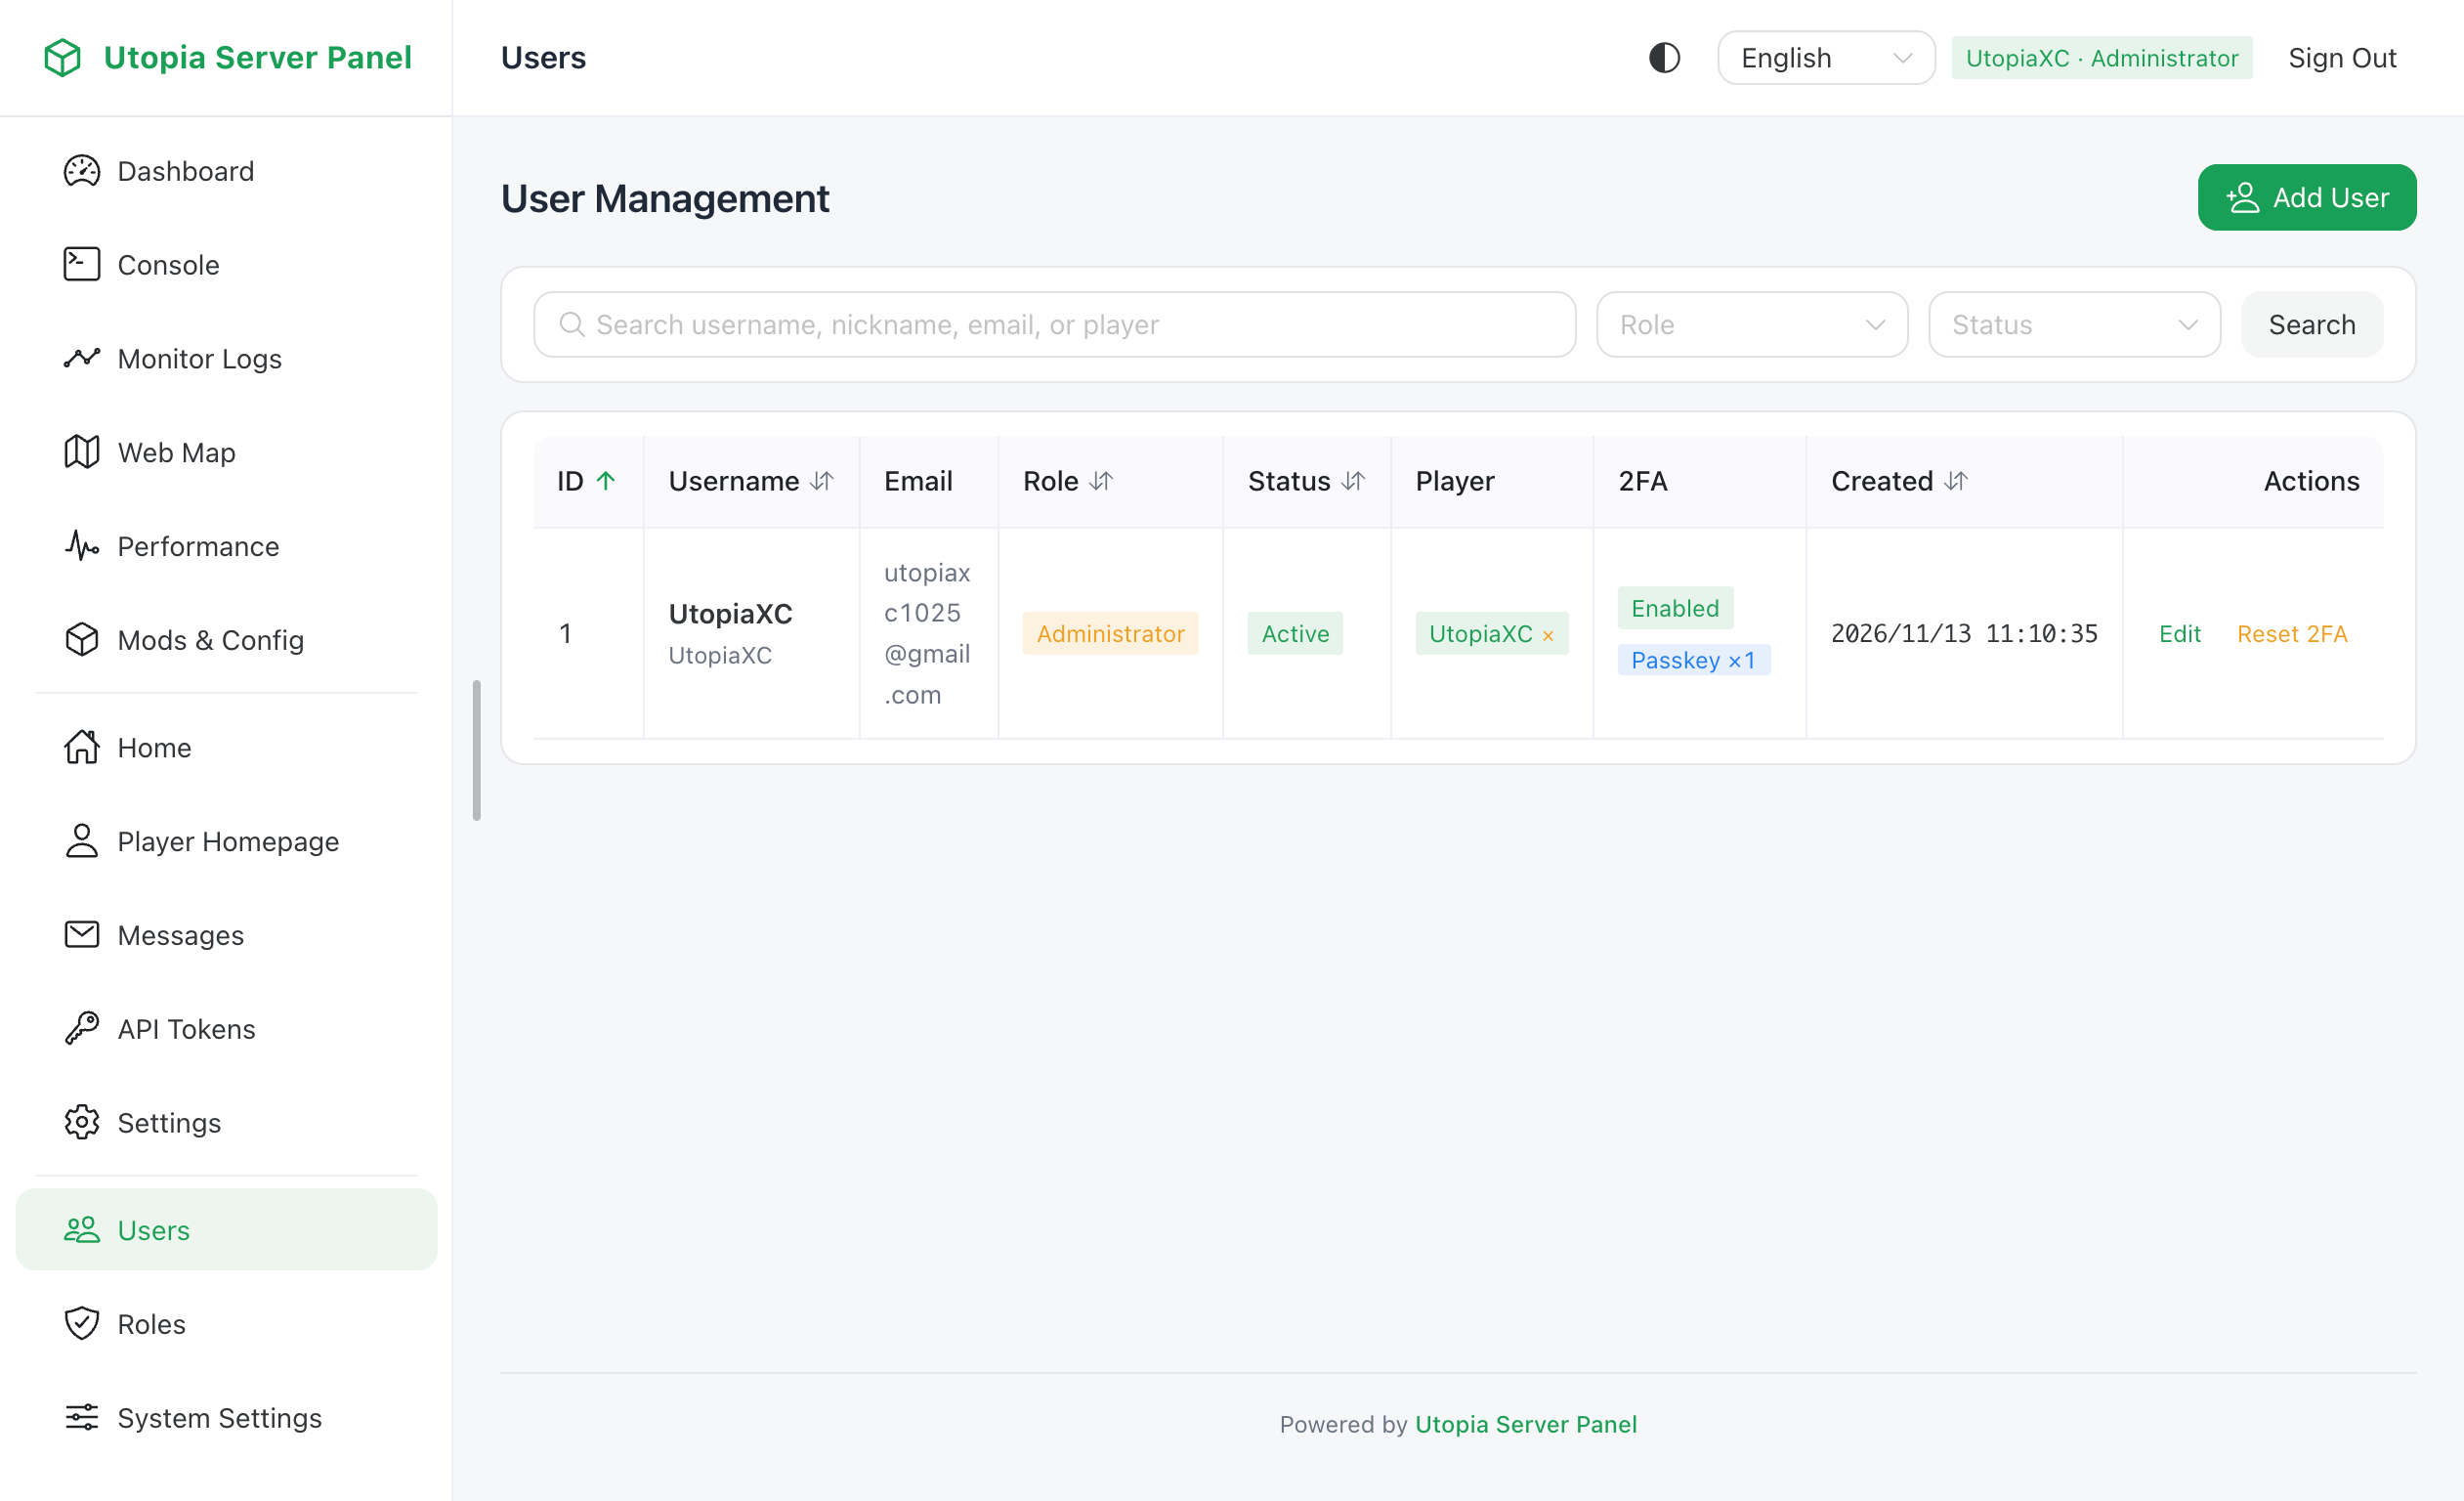 Utopia Server Panel
Users
English
UtopiaXC · Administrator
Sign Out
Dashboard
Console
Monitor Logs
Web Map
Performance
Mods & Config
Home
Player Homepage
Messages
API Tokens
Settings
Users
Roles
System Settings
User Management
Add User
Search username, nickname, email, or player
Role
Status
Search
ID
Username
Email
Role
Status
Player
2FA
Created
Actions
1
UtopiaXC
UtopiaXC
utopiax
c1025
@gmail
.com
Administrator
Active
UtopiaXC ×
Enabled
Passkey ×1
2026/11/13 11:10:35
Edit
Reset 2FA
Powered by Utopia Server Panel